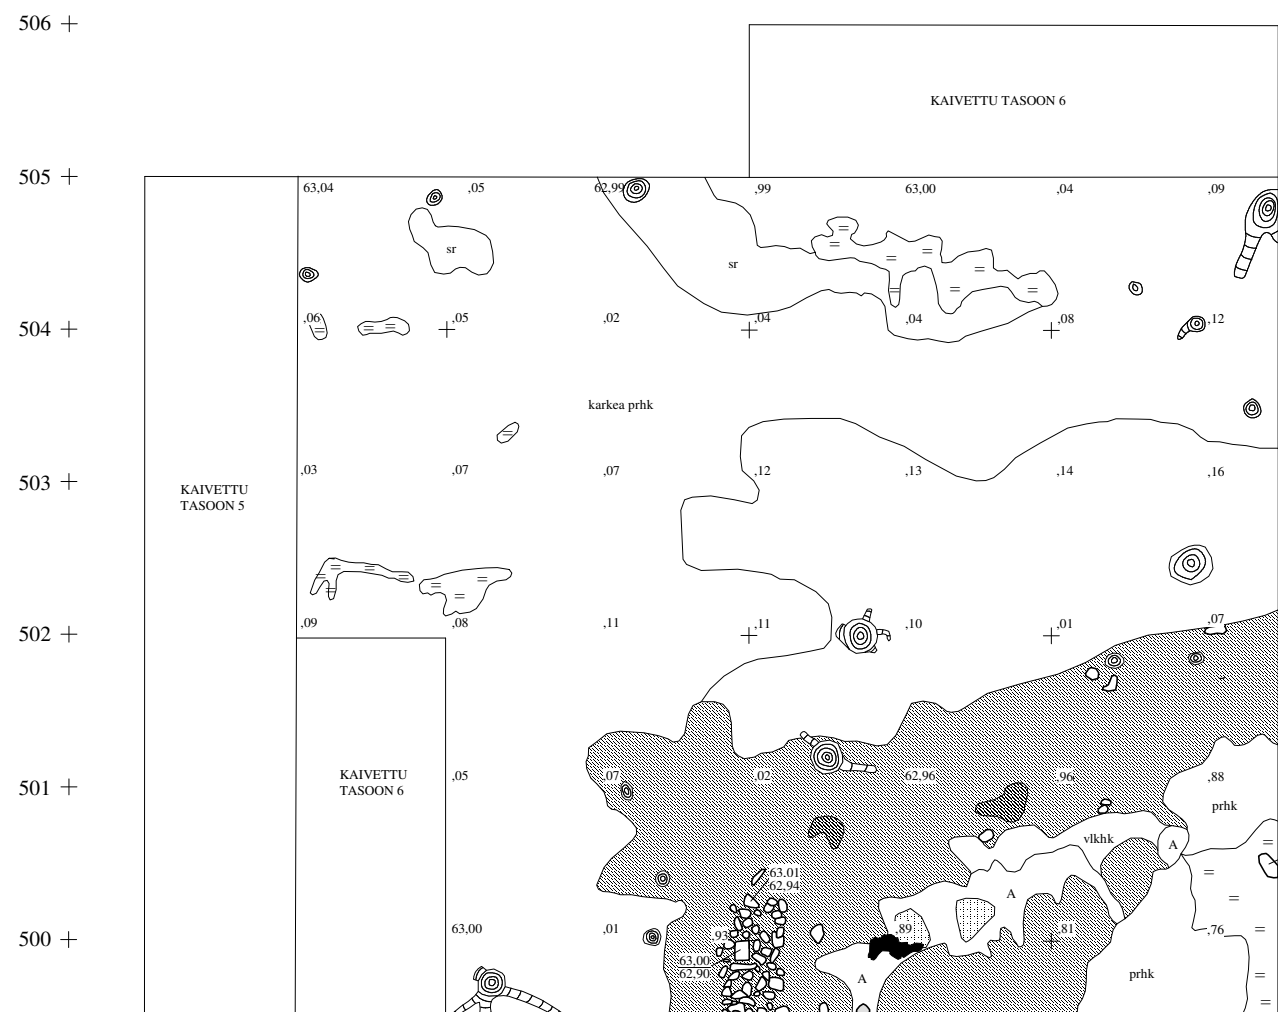 506
KAIVETTU TASOON 6
505
63,04 ,05 62,99 ,99 63,00 ,04 ,09
sr
sr
504
,06 ,05 ,02 ,04 ,04 ,08 ,12
karkea prhk
503
,03 ,07 ,07 ,12 ,13 ,14 ,16
KAIVETTU
TASOON 5
502
,09 ,08 ,11 ,11 ,10 ,01 ,07
501
KAIVETTU
TASOON 6
,05 ,07 ,02 62,96 ,96 ,88
prhk
vlkhk
A
63.01
62,94
A
500
63,00 ,01 93 ,89 ,81 ,76
63,00
62,90
A
prhk